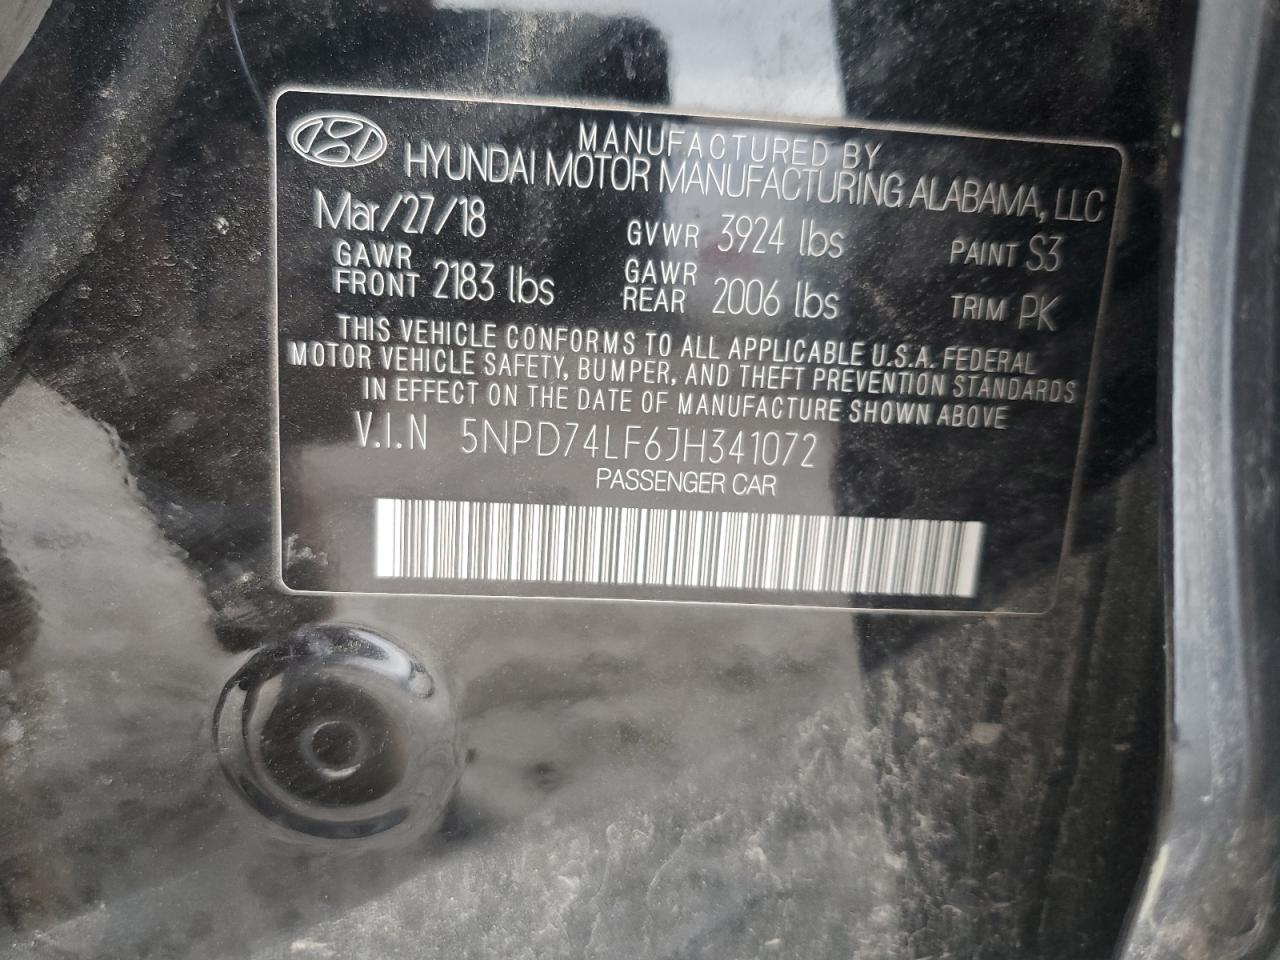 MANUFACTURED BY
HYUNDAI MOTOR MANUFACTURING ALABAMA, LLC
Mar/27/18 GVWR 3924 lbs PAINT S3
GAWR FRONT 2183 lbs GAWR REAR 2006 lbs TRIM PK
THIS VEHICLE CONFORMS TO ALL APPLICABLE U.S.A. FEDERAL
MOTOR VEHICLE SAFETY, BUMPER, AND THEFT PREVENTION STANDARDS
IN EFFECT ON THE DATE OF MANUFACTURE SHOWN ABOVE
V.I.N 5NPD74LF6JH341072
PASSENGER CAR